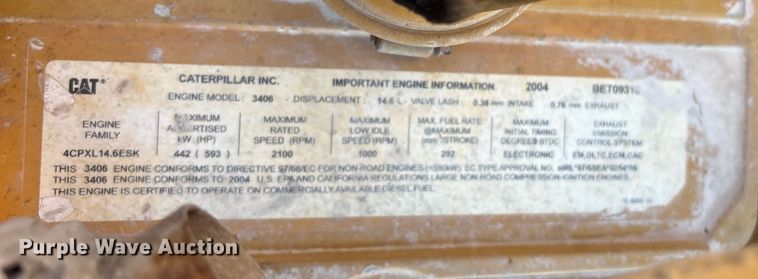 CAT CATERPILLAR INC. IMPORTANT ENGINE INFORMATION 2004
ENGINE MODEL: 3406 - DISPLACEMENT: 14.6 L - VALVE LASH 0.38 mm INTAKE 0.76 mm EXHAUST
ENGINE MAXIMUM MAXIMUM MAXIMUM MAX. FUEL RATE MAXIMUM EXHAUST
FAMILY RATED LOW IDLE @MAXIMUM INITIAL TIMING EMISSION
kW (HP) SPEED (RPM) SPEED (RPM) (mm³/STROKE) DEGREES BTDC CONTROL SYSTEM
4CPXL14.6ESK 442 ( 593 ) 2100 1000 292 ELECTRONIC EM,DI,TC,ECM,CAC
THIS 3406 ENGINE CONFORMS TO DIRECTIVE 97/68/EC FOR NON-ROAD ENGINES (<560kW). EC TYPE APPROVAL NO.
THIS 3406 ENGINE CONFORMS TO 2004 U.S. EPA AND CALIFORNIA REGULATIONS LARGE NON-ROAD COMPRESSION-IGNITION ENGINES.
THIS ENGINE IS CERTIFIED TO OPERATE ON COMMERCIALLY AVAILABLE DIESEL FUEL.
Purple Wave Auction